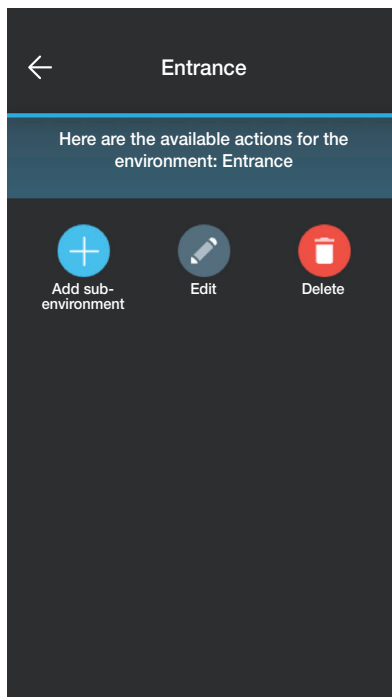 Entrance
Here are the available actions for the
environment: Entrance
Add sub-
environment
Edit
Delete